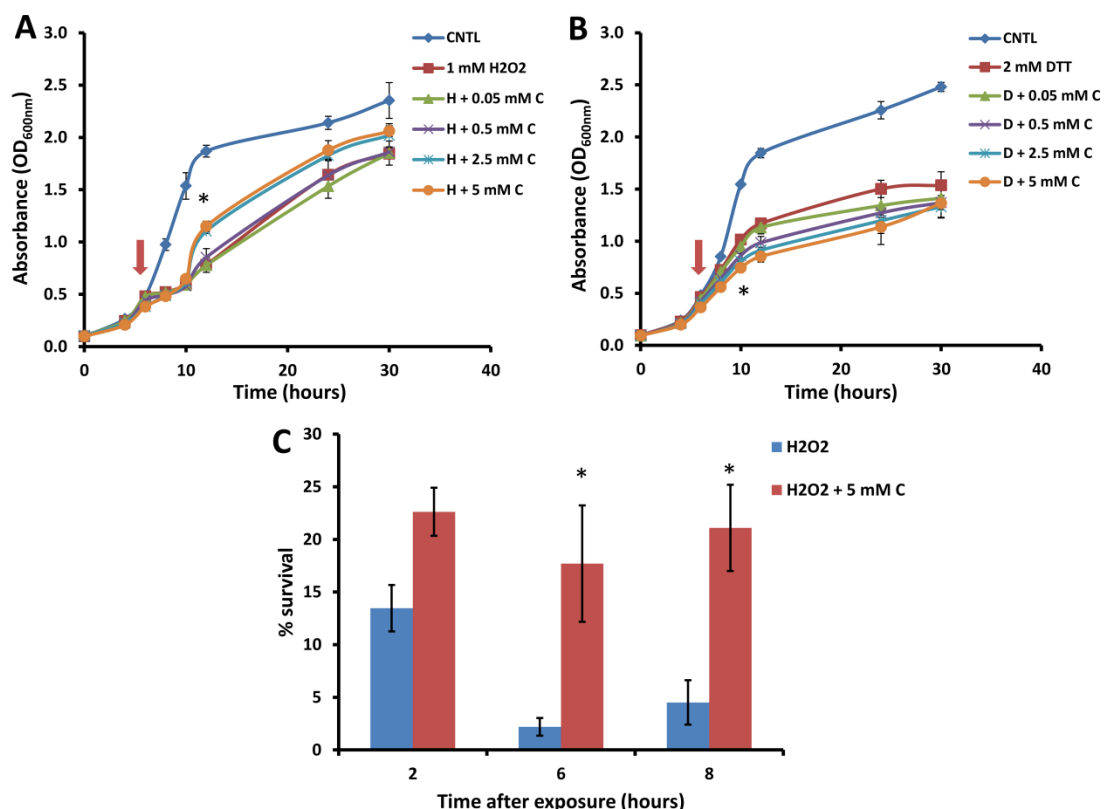 A
CNTL
1 mM H2O2
H + 0.05 mM C
H + 0.5 mM C
H + 2.5 mM C
H + 5 mM C
Absorbance (OD600nm)
3.0
2.5
2.0
1.5
1.0
0.5
0.0
*
0 10 20 30 40
Time (hours)
B
CNTL
2 mM DTT
D + 0.05 mM C
D + 0.5 mM C
D + 2.5 mM C
D + 5 mM C
Absorbance (OD600nm)
3.0
2.5
2.0
1.5
1.0
0.5
0.0
*
0 10 20 30 40
Time (hours)
C
H2O2
H2O2 + 5 mM C
% survival
30
25
20
15
10
5
0
* *
2 6 8
Time after exposure (hours)